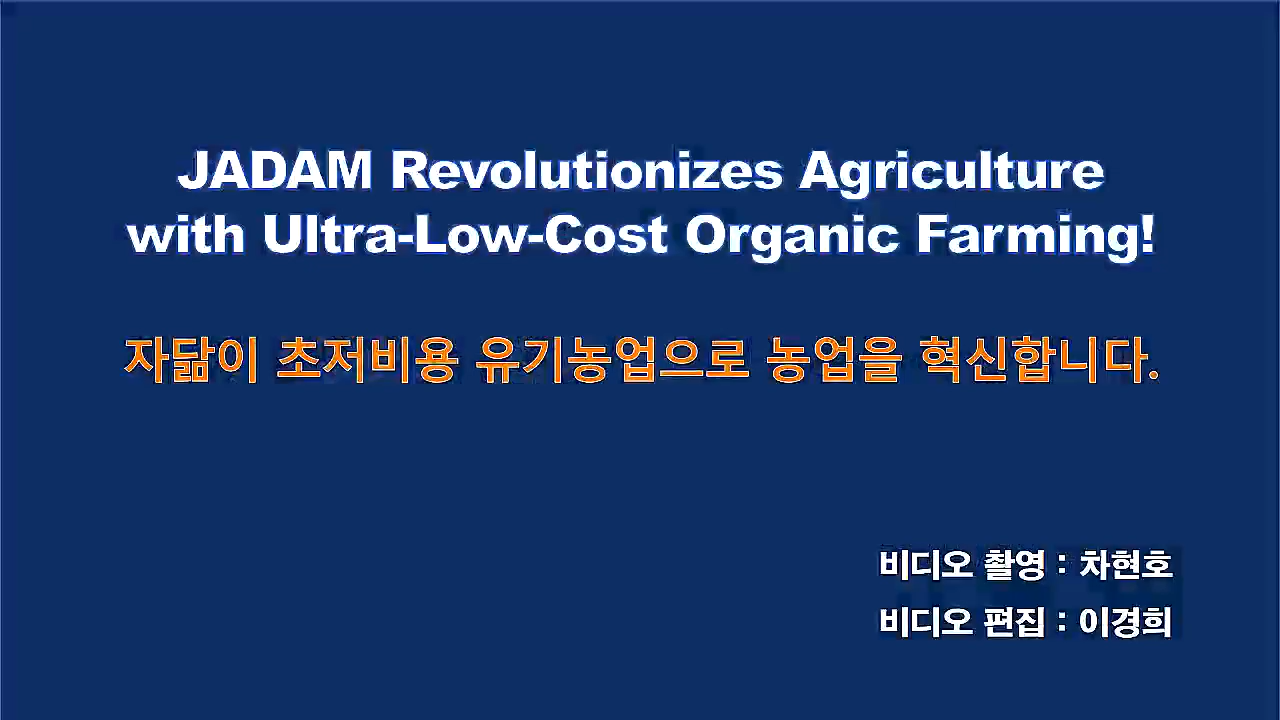 JADAM Revolutionizes Agriculture
with Ultra-Low-Cost Organic Farming!
자닮이 초저비용 유기농업으로 농업을 혁신합니다.
비디오 촬영 : 차현호
비디오 편집 : 이경희